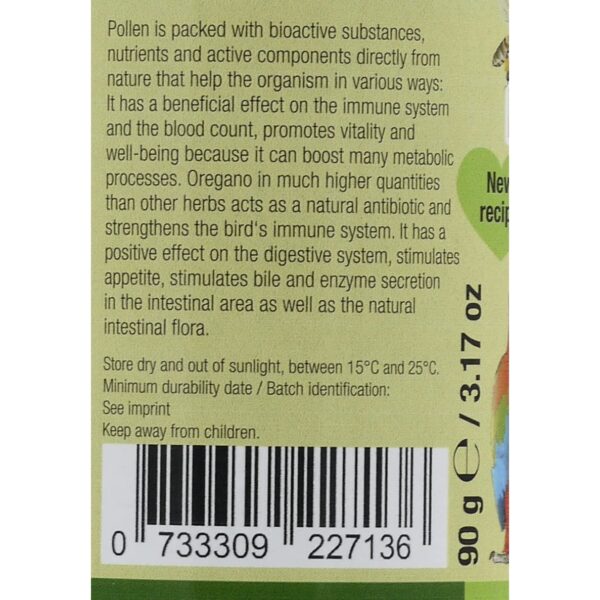 Pollen is packed with bioactive substances,
nutrients and active components directly from
nature that help the organism in various ways:
It has a beneficial effect on the immune system
and the blood count, promotes vitality and
well-being because it can boost many metabolic
processes. Oregano in much higher quantities
than other herbs acts as a natural antibiotic and
strengthens the bird's immune system. It has a
positive effect on the digestive system, stimulates
appetite, stimulates bile and enzyme secretion
in the intestinal area as well as the natural
intestinal flora.
Store dry and out of sunlight, between 15°C and 25°C.
Minimum durability date / Batch identification:
See imprint
Keep away from children.
0 733309 227136
90 g ℮ / 3.17 oz
New
recip